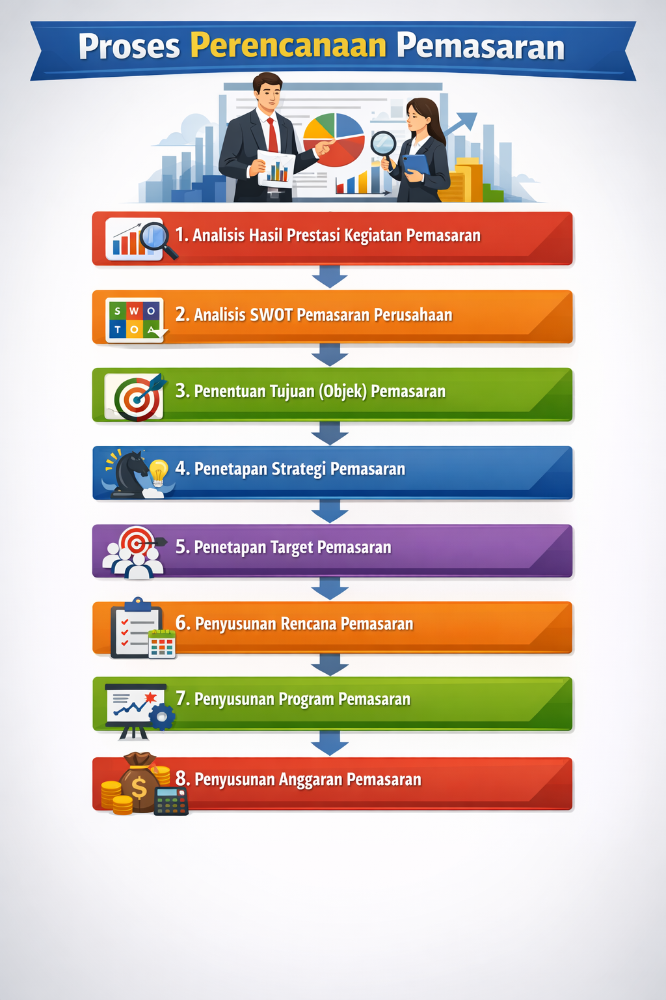 Proses Perencanaan Pemasaran
1. Analisis Hasil Prestasi Kegiatan Pemasaran
S W O
T O A
2. Analisis SWOT Pemasaran Perusahaan
3. Penentuan Tujuan (Objek) Pemasaran
4. Penetapan Strategi Pemasaran
5. Penetapan Target Pemasaran
6. Penyusunan Rencana Pemasaran
7. Penyusunan Program Pemasaran
$
8. Penyusunan Anggaran Pemasaran